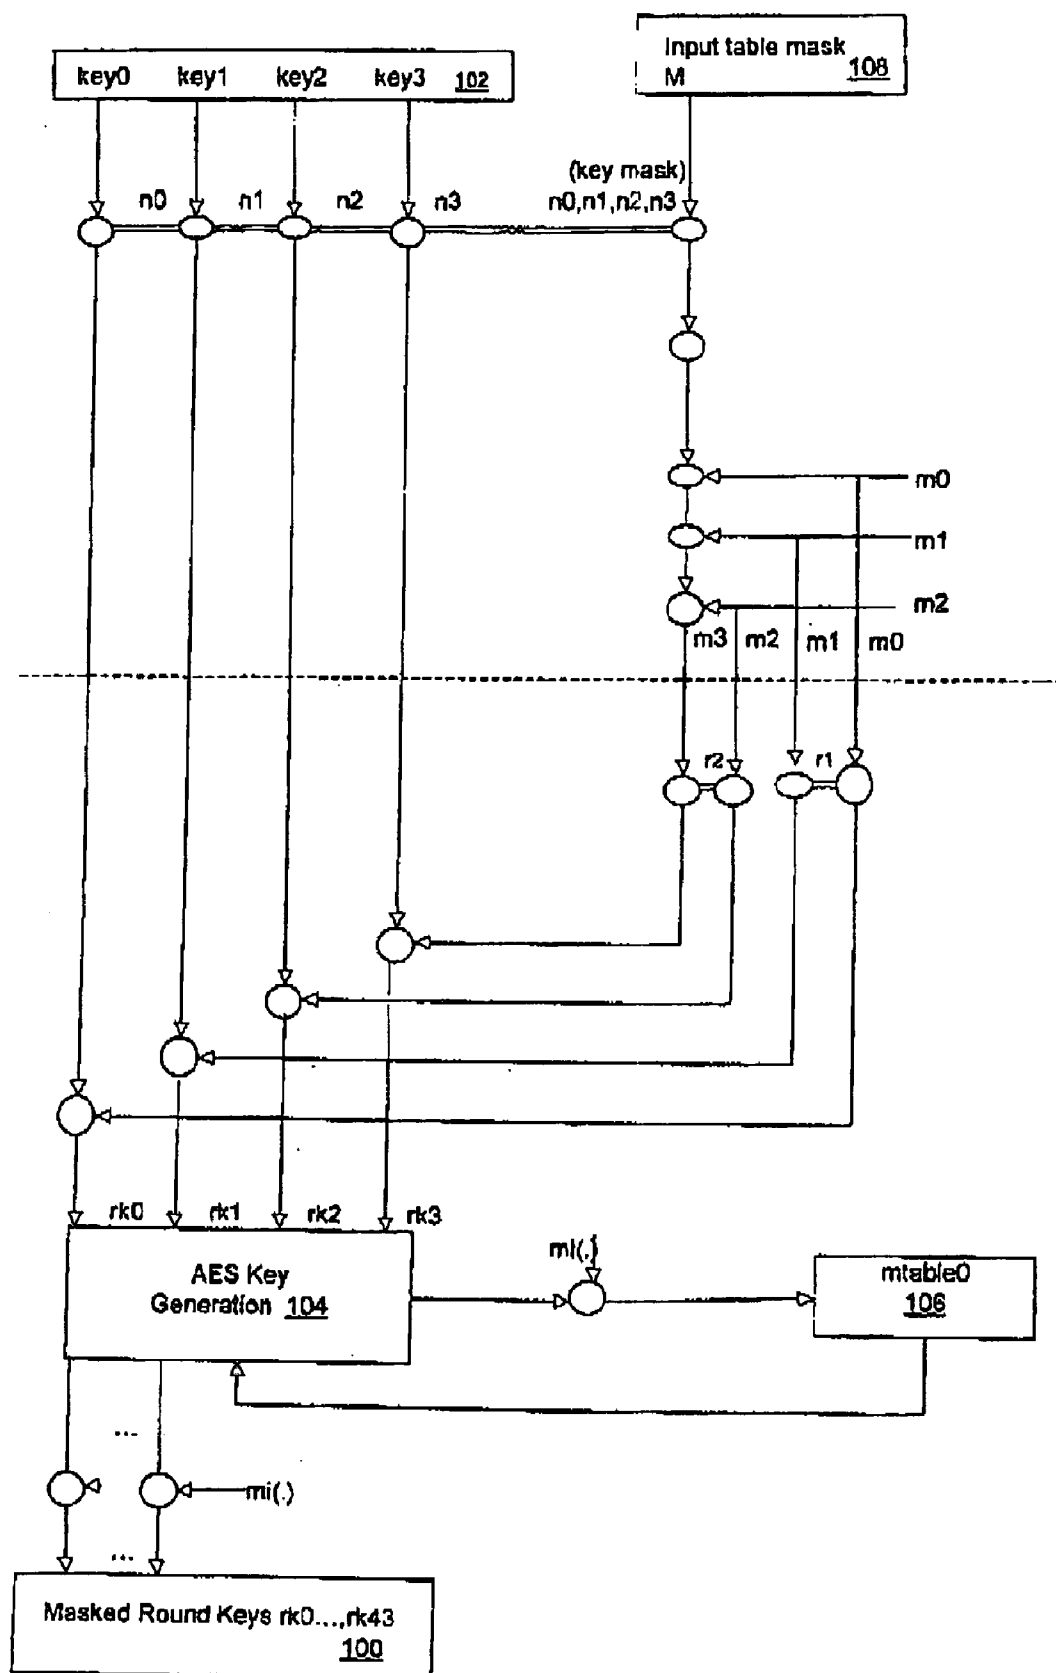 key0 key1 key2 key3 102
Input table mask
M 108
(key mask)
n0 n1 n2 n3 n0,n1,n2,n3
m0
m1
m2
m3 m2 m1 m0
r2 r1
rk0 rk1 rk2 rk3
AES Key
Generation 104
mi(.)
mtable0
106
...
mi(.)
...
Masked Round Keys rk0...,rk43
100